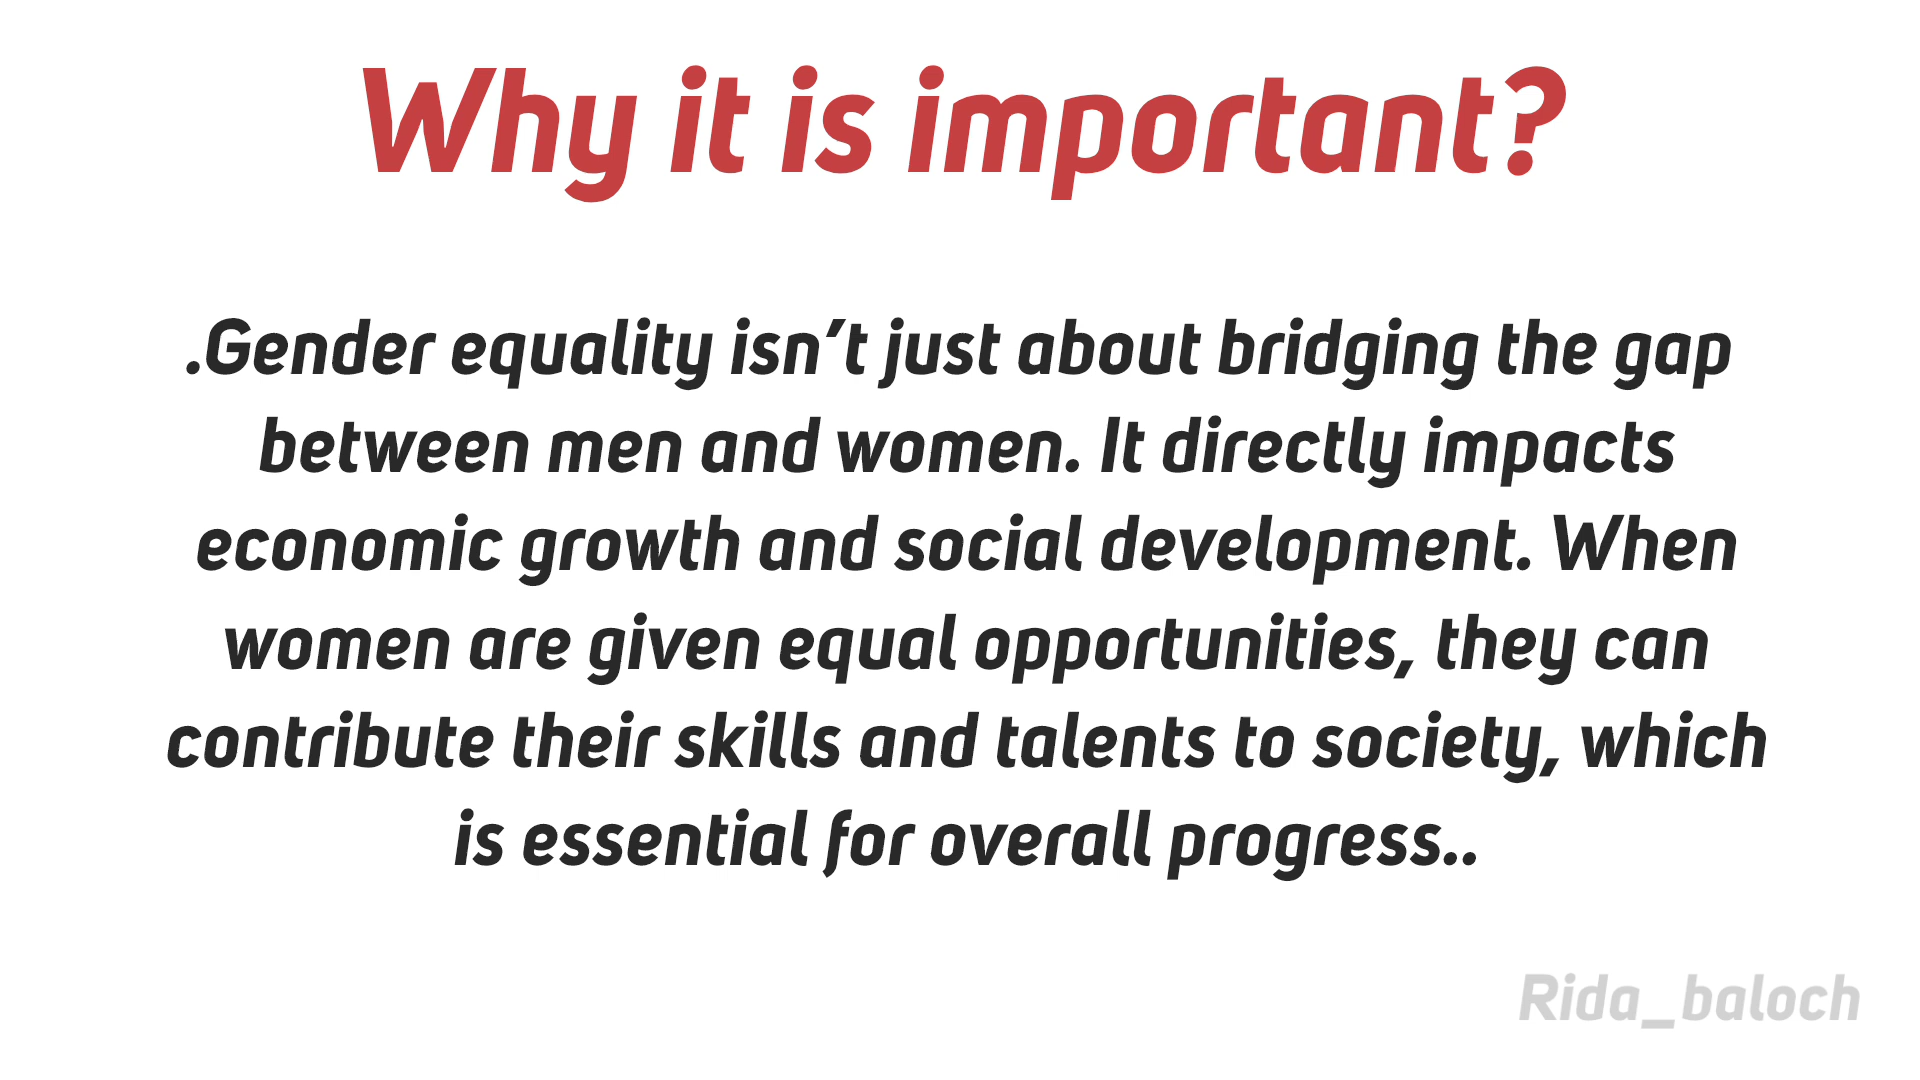 Why it is important?
.Gender equality isn’t just about bridging the gap
between men and women. It directly impacts
economic growth and social development. When
women are given equal opportunities, they can
contribute their skills and talents to society, which
is essential for overall progress..
Rida_baloch